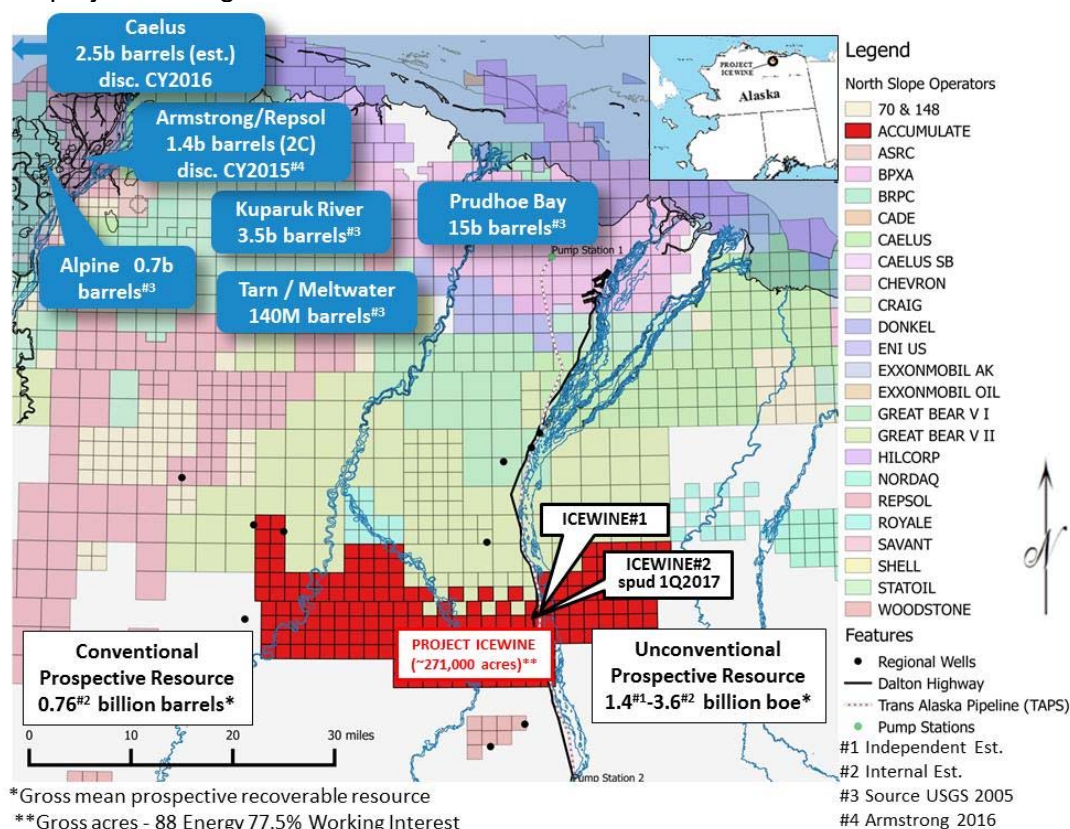 Caelus
2.5b barrels (est.)
disc. CY2016
Armstrong/Repsol
1.4b barrels (2C)
disc. CY2015#4
Kuparuk River
3.5b barrels#3
Prudhoe Bay
15b barrels#3
Alpine 0.7b
barrels#3
Tarn / Meltwater
140M barrels#3
Pump Station 1
PROJECT
ICEWINE
Alaska
ICEWINE#1
ICEWINE#2
spud 1Q2017
PROJECT ICEWINE
(~271,000 acres)**
Conventional
Prospective Resource
0.76#2 billion barrels*
Unconventional
Prospective Resource
1.4#1-3.6#2 billion boe*
0 10 20 30 miles
Pump Station 2
Legend
North Slope Operators
70 & 148
ACCUMULATE
ASRC
BPXA
BRPC
CADE
CAELUS
CAELUS SB
CHEVRON
CRAIG
DONKEL
ENI US
EXXONMOBIL AK
EXXONMOBIL OIL
GREAT BEAR V I
GREAT BEAR V II
HILCORP
NORDAQ
REPSOL
ROYALE
SAVANT
SHELL
STATOIL
WOODSTONE
Features
Regional Wells
Dalton Highway
Trans Alaska Pipeline (TAPS)
Pump Stations
#1 Independent Est.
#2 Internal Est.
#3 Source USGS 2005
#4 Armstrong 2016
N
*Gross mean prospective recoverable resource
**Gross acres - 88 Energy 77.5% Working Interest